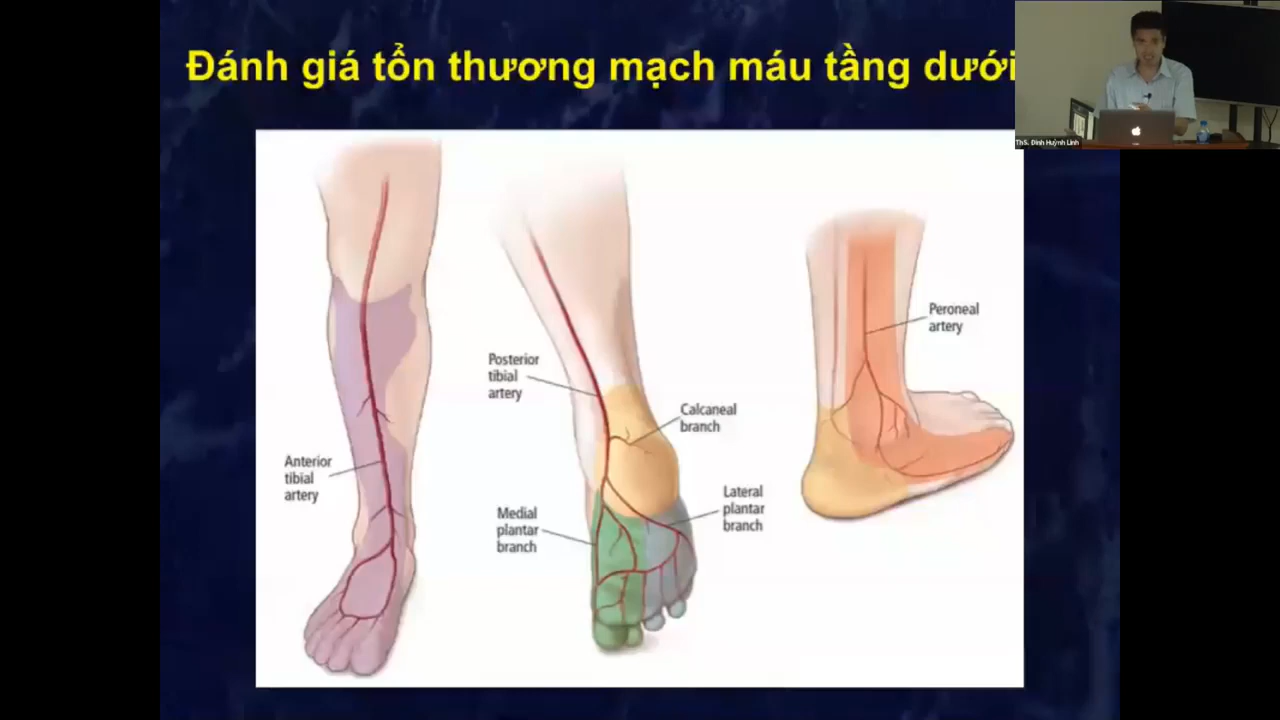 Đánh giá tổn thương mạch máu tầng dưới
ThS. Đinh Huỳnh Linh
Peroneal
artery
Posterior
tibial
artery
Calcaneal
branch
Anterior
tibial
artery
Lateral
plantar
branch
Medial
plantar
branch